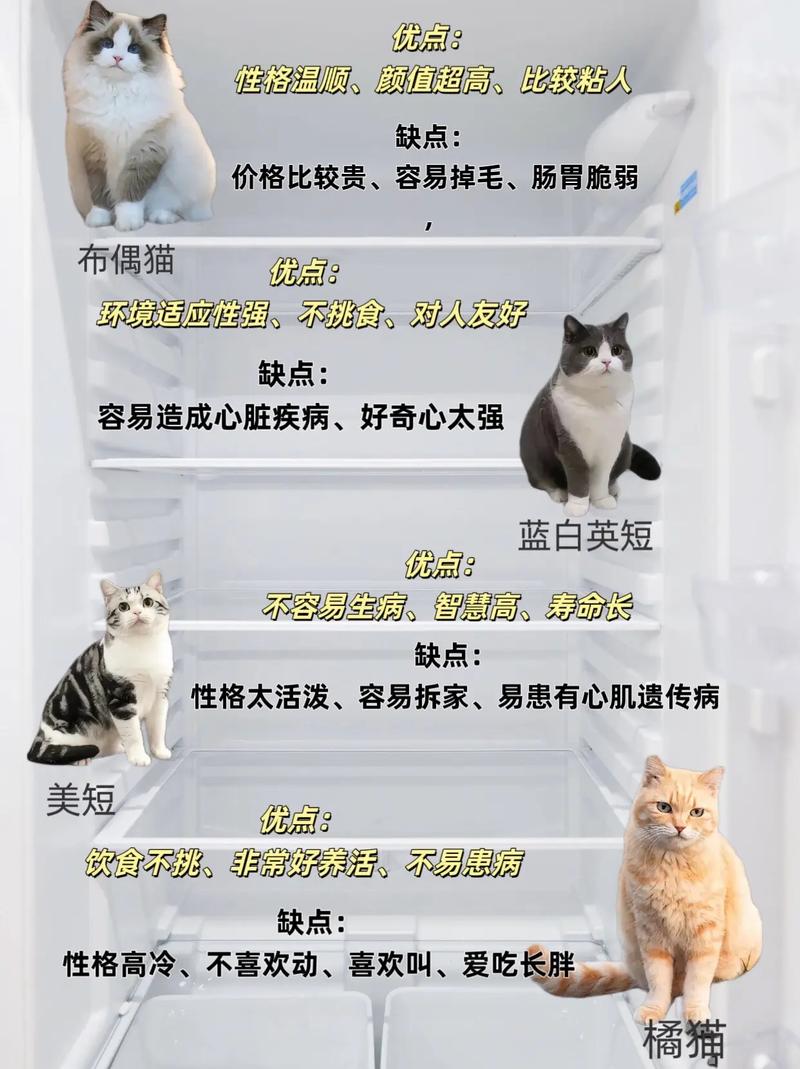 优点：
性格温顺、颜值超高、比较粘人
缺点：
价格比较贵、容易掉毛、肠胃脆弱
，
布偶猫
优点：
环境适应性强、不挑食、对人友好
缺点：
容易造成心脏疾病、好奇心太强
蓝白英短
优点：
不容易生病、智慧高、寿命长
缺点：
性格太活泼、容易拆家、易患有心肌遗传病
美短
优点：
饮食不挑、非常好养活、不易患病
缺点：
性格高冷、不喜欢动、喜欢叫、爱吃长胖
橘猫